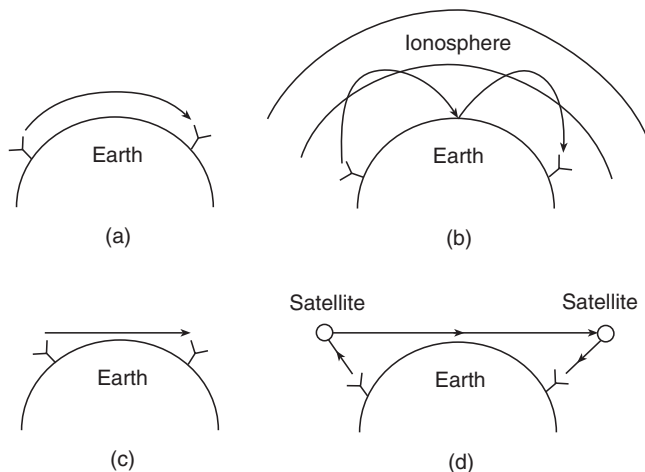 Ionosphere
Earth
Earth
(a)
(b)
Satellite
Satellite
Earth
Earth
(c)
(d)